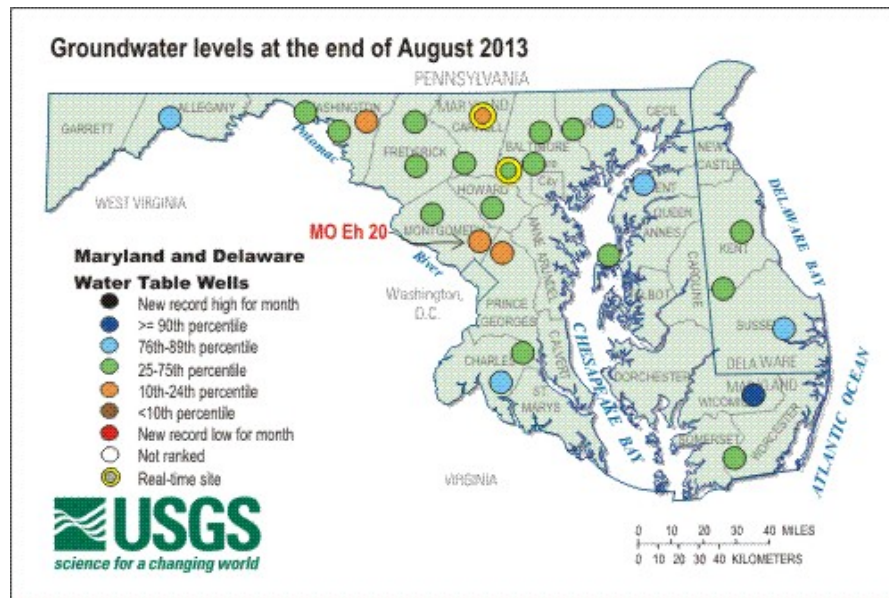 Groundwater levels at the end of August 2013
PENNSYLVANIA
ALLEGANY
WASHINGTON
MARYLAND
CARROLL
CECIL
GARRETT
Potomac
FREDERICK
BALTIMORE
NEW
CASTLE
City
HOWARD
KENT
WEST VIRGINIA
QUEEN
ANNES
DELAWARE BAY
MO Eh 20
MONTGOMERY
ANNE ARUNDEL
KENT
River
CAROLINE
Maryland and Delaware
Water Table Wells
New record high for month
>= 90th percentile
76th-89th percentile
25-75th percentile
10th-24th percentile
<10th percentile
New record low for month
Not ranked
Real-time site
Washington,
D.C.
PRINCE
GEORGES
TALBOT
SUSSEX
CHARLES
CALVERT
CHESAPEAKE BAY
DELAWARE
DORCHESTER
MARYLAND
WICOMICO
ST
MARYS
SOMERSET
WORCESTER
ATLANTIC OCEAN
VIRGINIA
USGS
science for a changing world
0 10 20 30 40 MILES
0 10 20 30 40 KILOMETERS